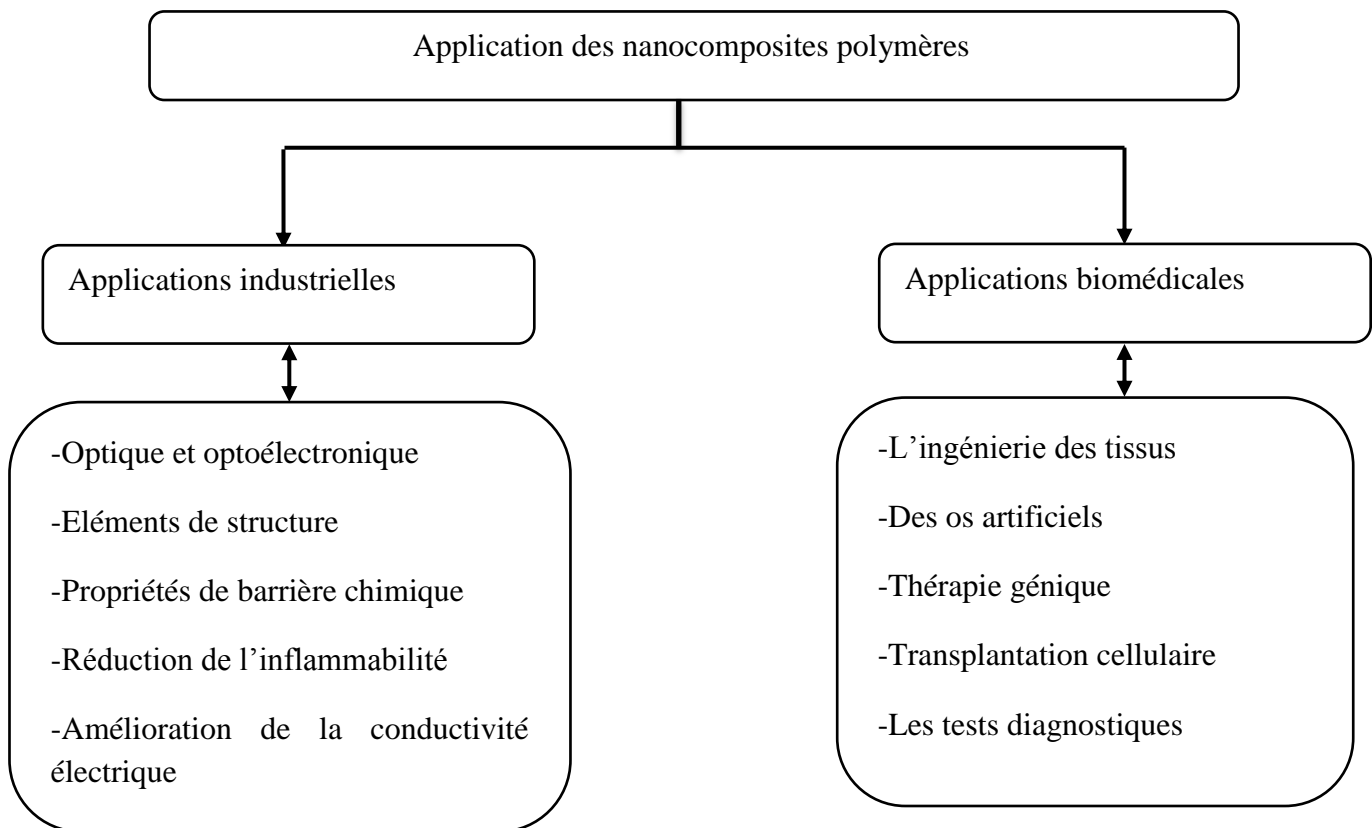 Application des nanocomposites polymères
Applications industrielles
Applications biomédicales
-Optique et optoélectronique
-Eléments de structure
-Propriétés de barrière chimique
-Réduction de l’inflammabilité
-Amélioration de la conductivité
électrique
-L’ingénierie des tissus
-Des os artificiels
-Thérapie génique
-Transplantation cellulaire
-Les tests diagnostiques